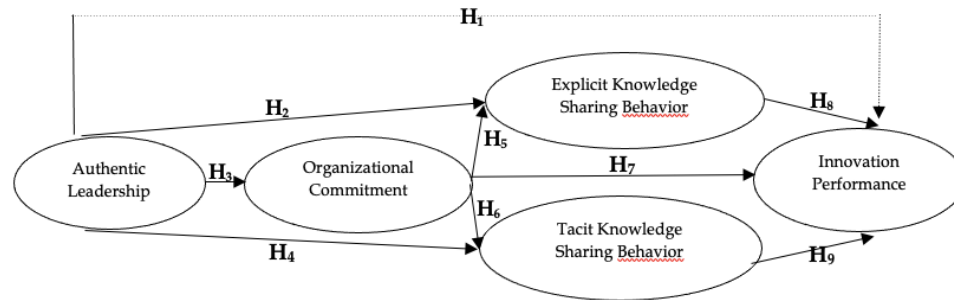 H₁
Explicit Knowledge
Sharing Behavior
H₂
H₈
H₅
Authentic
Leadership
H₃
Organizational
Commitment
H₇
Innovation
Performance
H₆
Tacit Knowledge
Sharing Behavior
H₄
H₉